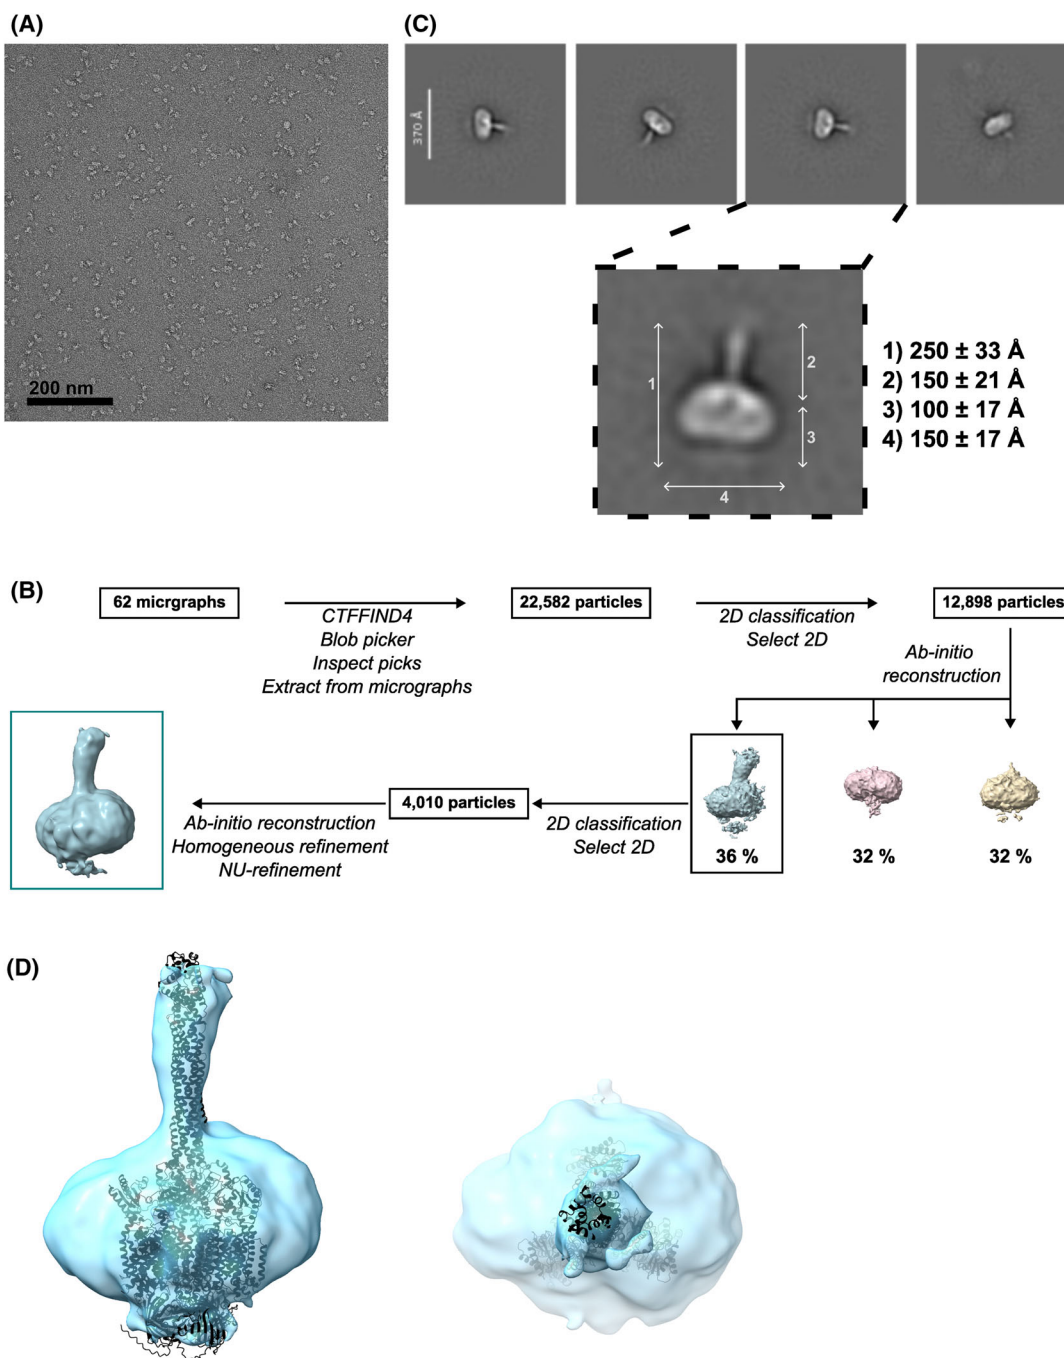 (A)
200 nm
(C)
370 Å
1
2
3
4
1) 250 ± 33 Å
2) 150 ± 21 Å
3) 100 ± 17 Å
4) 150 ± 17 Å
(B)
62 micrgraphs
CTFFIND4
Blob picker
Inspect picks
Extract from micrographs
22,582 particles
2D classification
Select 2D
12,898 particles
Ab-initio
reconstruction
36 %
32 %
32 %
2D classification
Select 2D
4,010 particles
Ab-initio reconstruction
Homogeneous refinement
NU-refinement
(D)